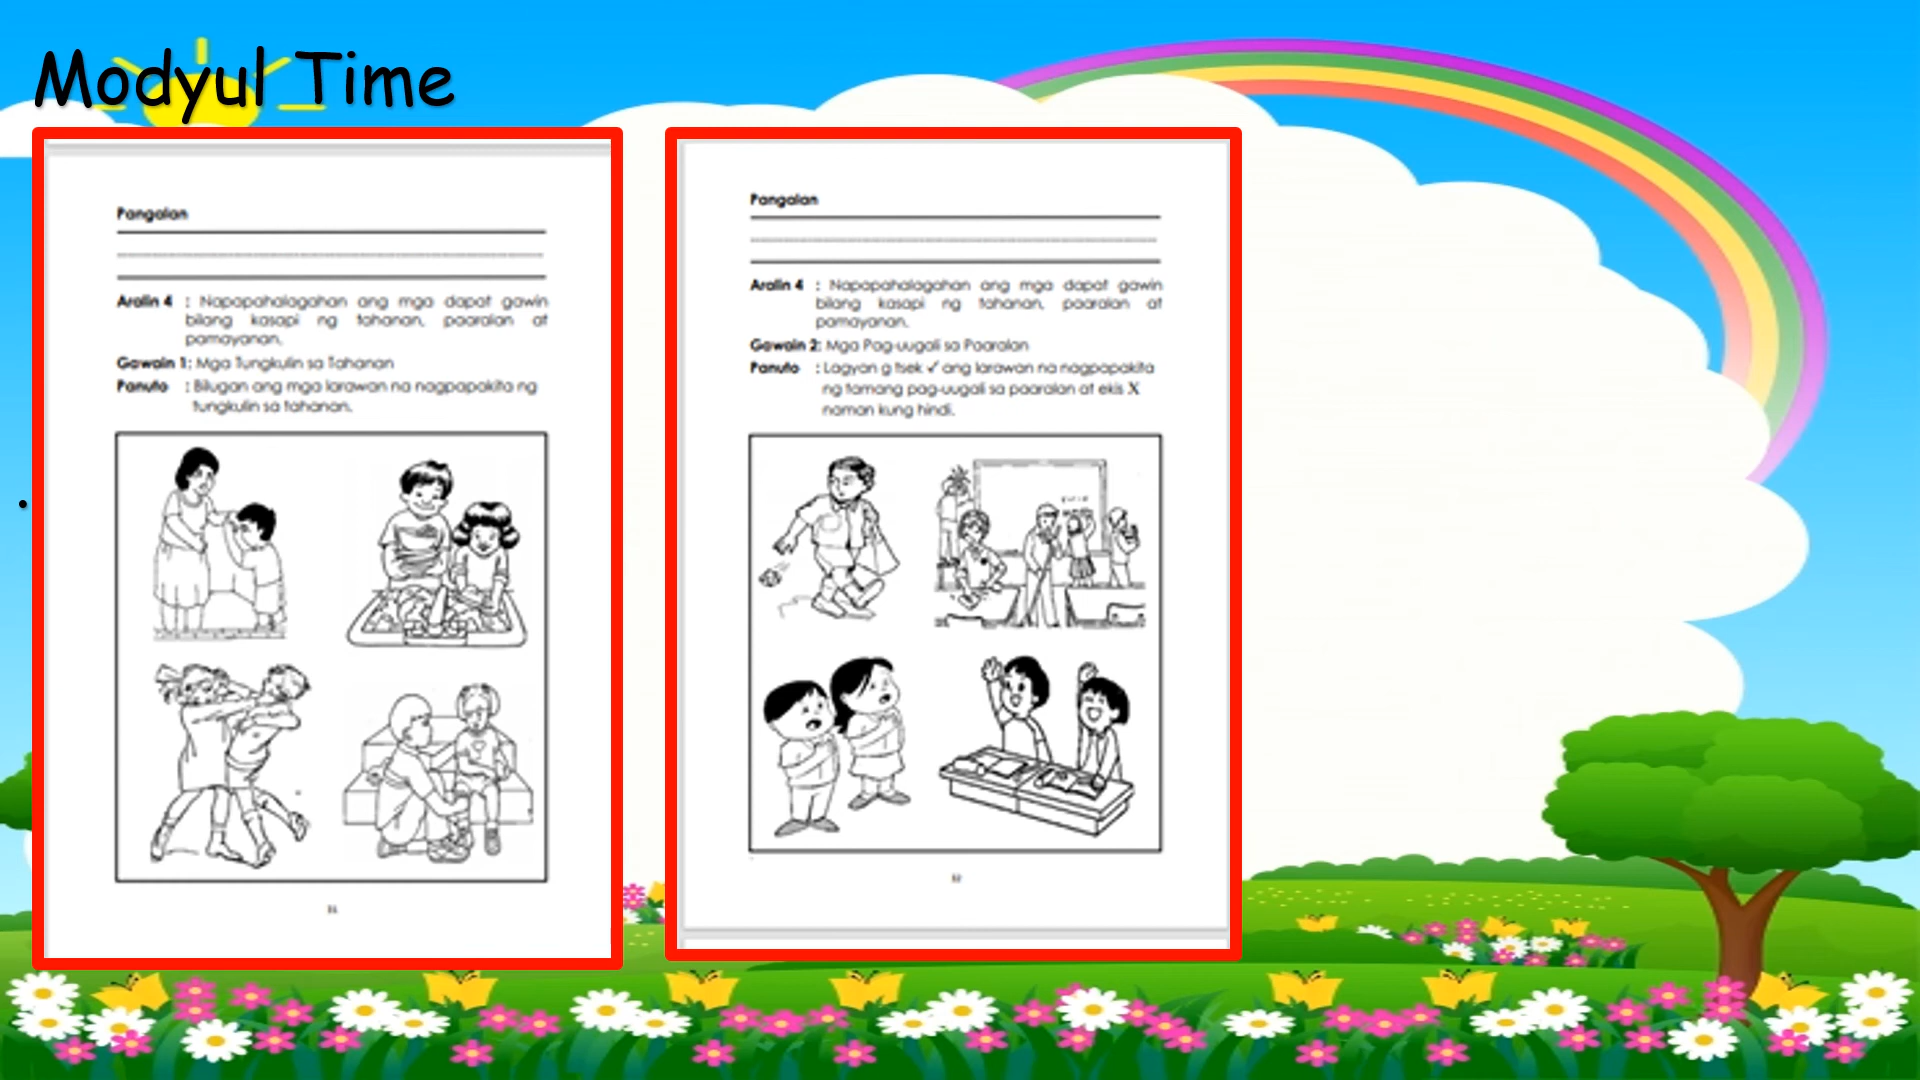 Modyul Time
Pangalan
Aralin 4 : Napapahalagahan ang mga dapat gawin
bilang kasapi ng tahanan, paaralan at
pamayanan.
Gawain 1: Mga Tungkulin sa Tahanan
Panuto : Bilugan ang mga larawan na nagpapakita ng
tungkulin sa tahanan.
Pangalan
Aralin 4 : Napapahalagahan ang mga dapat gawin
bilang kasapi ng tahanan, paaralan at
pamayanan.
Gawain 2: Mga Pag-uugali sa Paaralan
Panuto : Lagyan g tsek ✓ ang larawan na nagpapakita
ng tamang pag-uugali sa paaralan at ekis X
naman kung hindi.